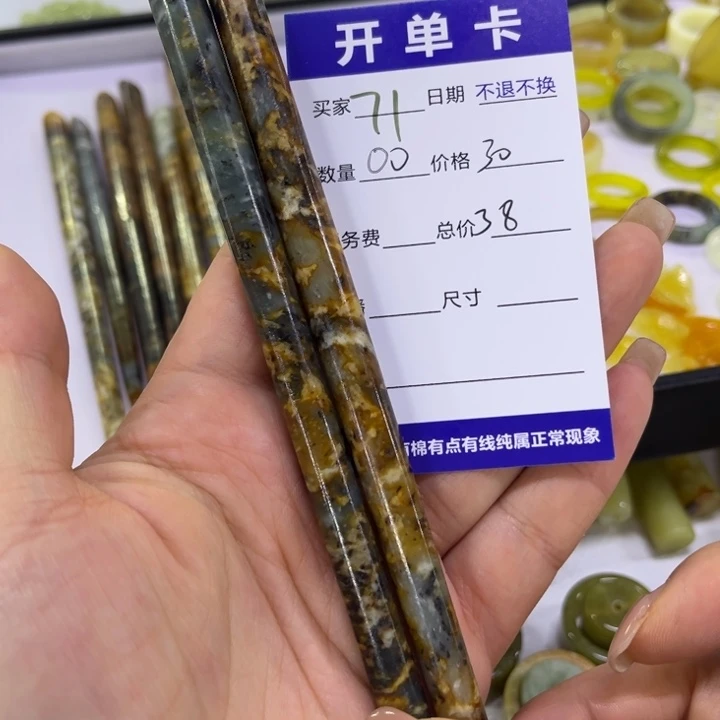 开单卡
买家 71 日期 不退不换
数量 00 价格 30
务费 总价 38
尺寸
有棉有点有线纯属正常现象